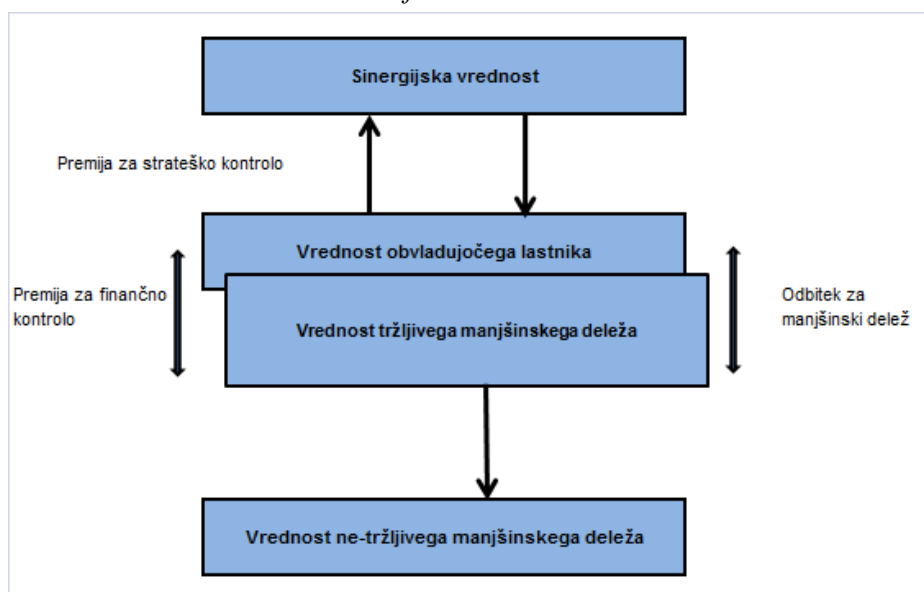 Sinergijska vrednost
Premija za strateško kontrolo
Vrednost obvladujočega lastnika
Premija za finančno
kontrolo
Vrednost tržljivega manjšinskega deleža
Odbitek za
manjšinski delež
Vrednost ne-tržljivega manjšinskega deleža